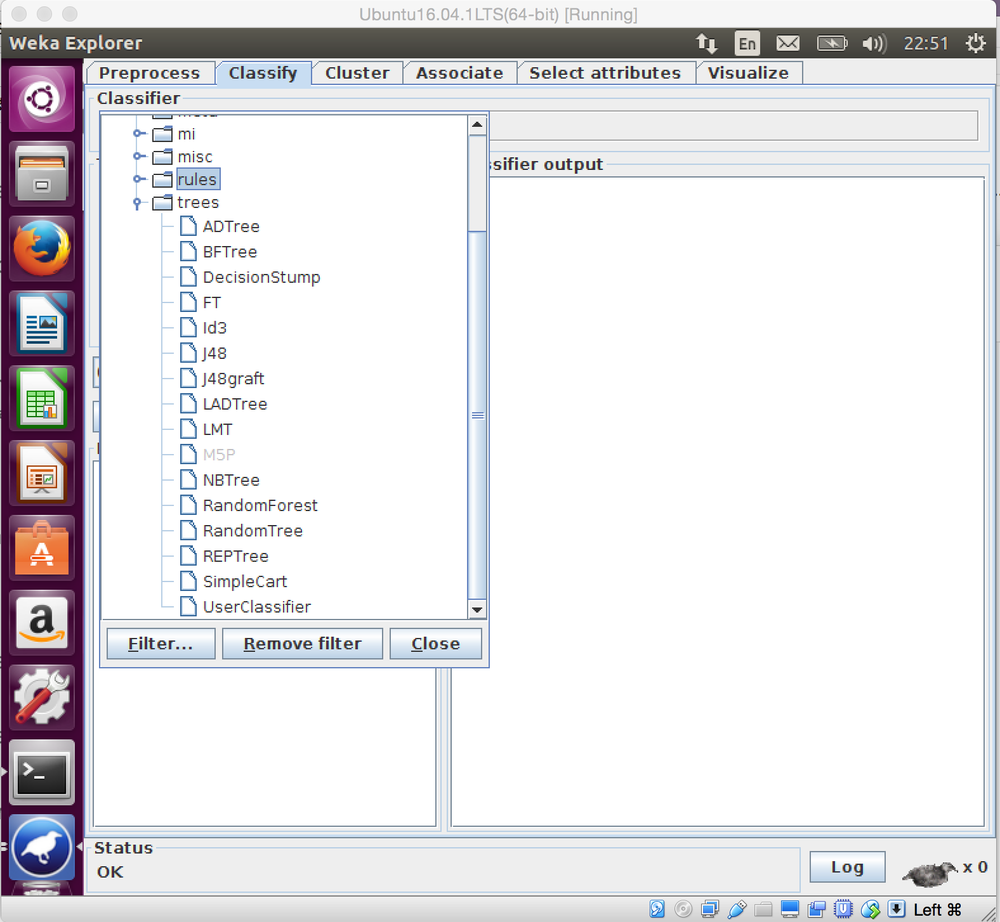 Ubuntu16.04.1LTS(64-bit) [Running]
Weka Explorer
En
22:51
Preprocess
Classify
Cluster
Associate
Select attributes
Visualize
Classifier
mi
misc
rules
trees
ADTree
BFTree
DecisionStump
FT
Id3
J48
J48graft
LADTree
LMT
M5P
NBTree
RandomForest
RandomTree
REPTree
SimpleCart
UserClassifier
Filter...
Remove filter
Close
sifier output
Status
OK
Log
x 0
Left ⌘